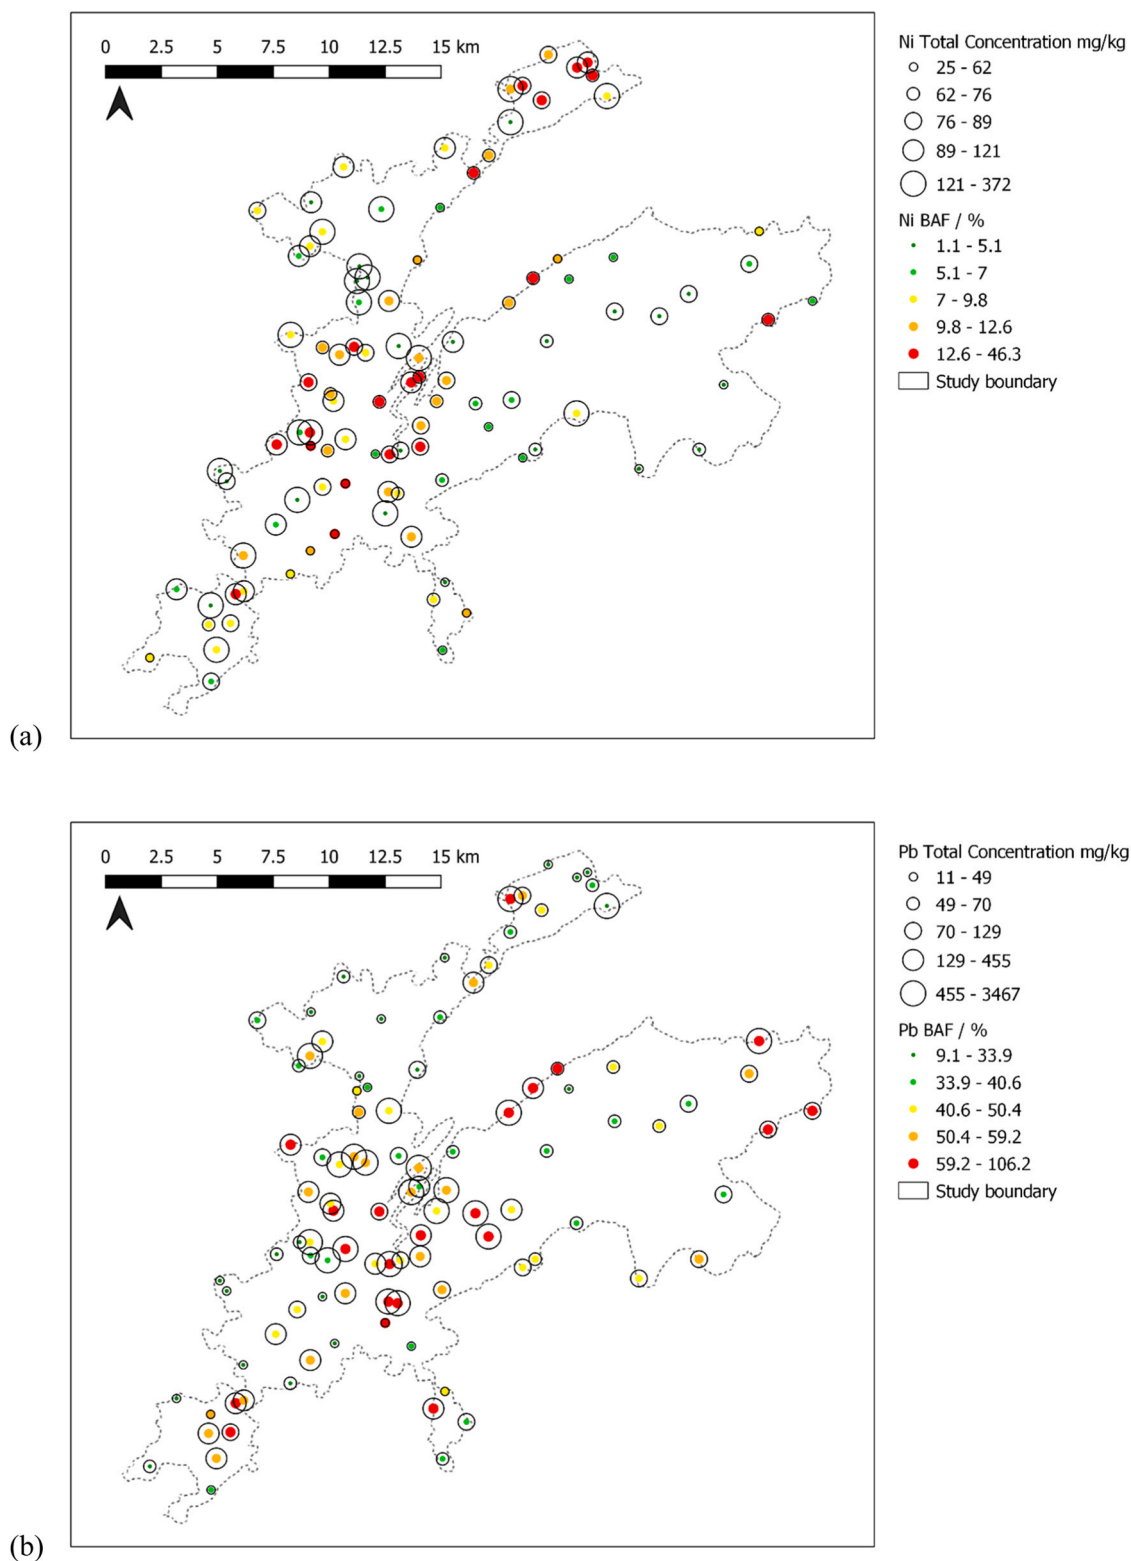 0 2.5 5 7.5 10 12.5 15 km
Ni Total Concentration mg/kg
25 - 62
62 - 76
76 - 89
89 - 121
121 - 372
Ni BAF / %
1.1 - 5.1
5.1 - 7
7 - 9.8
9.8 - 12.6
12.6 - 46.3
Study boundary
(a)
0 2.5 5 7.5 10 12.5 15 km
Pb Total Concentration mg/kg
11 - 49
49 - 70
70 - 129
129 - 455
455 - 3467
Pb BAF / %
9.1 - 33.9
33.9 - 40.6
40.6 - 50.4
50.4 - 59.2
59.2 - 106.2
Study boundary
(b)